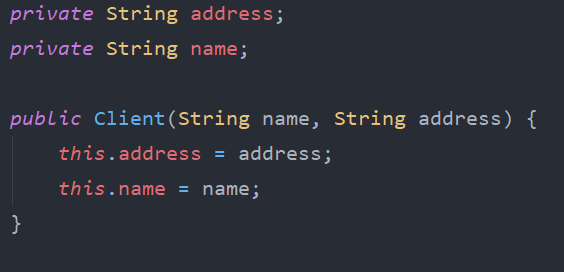 private String address;
private String name;
public Client(String name, String address) {
this.address = address;
this.name = name;
}